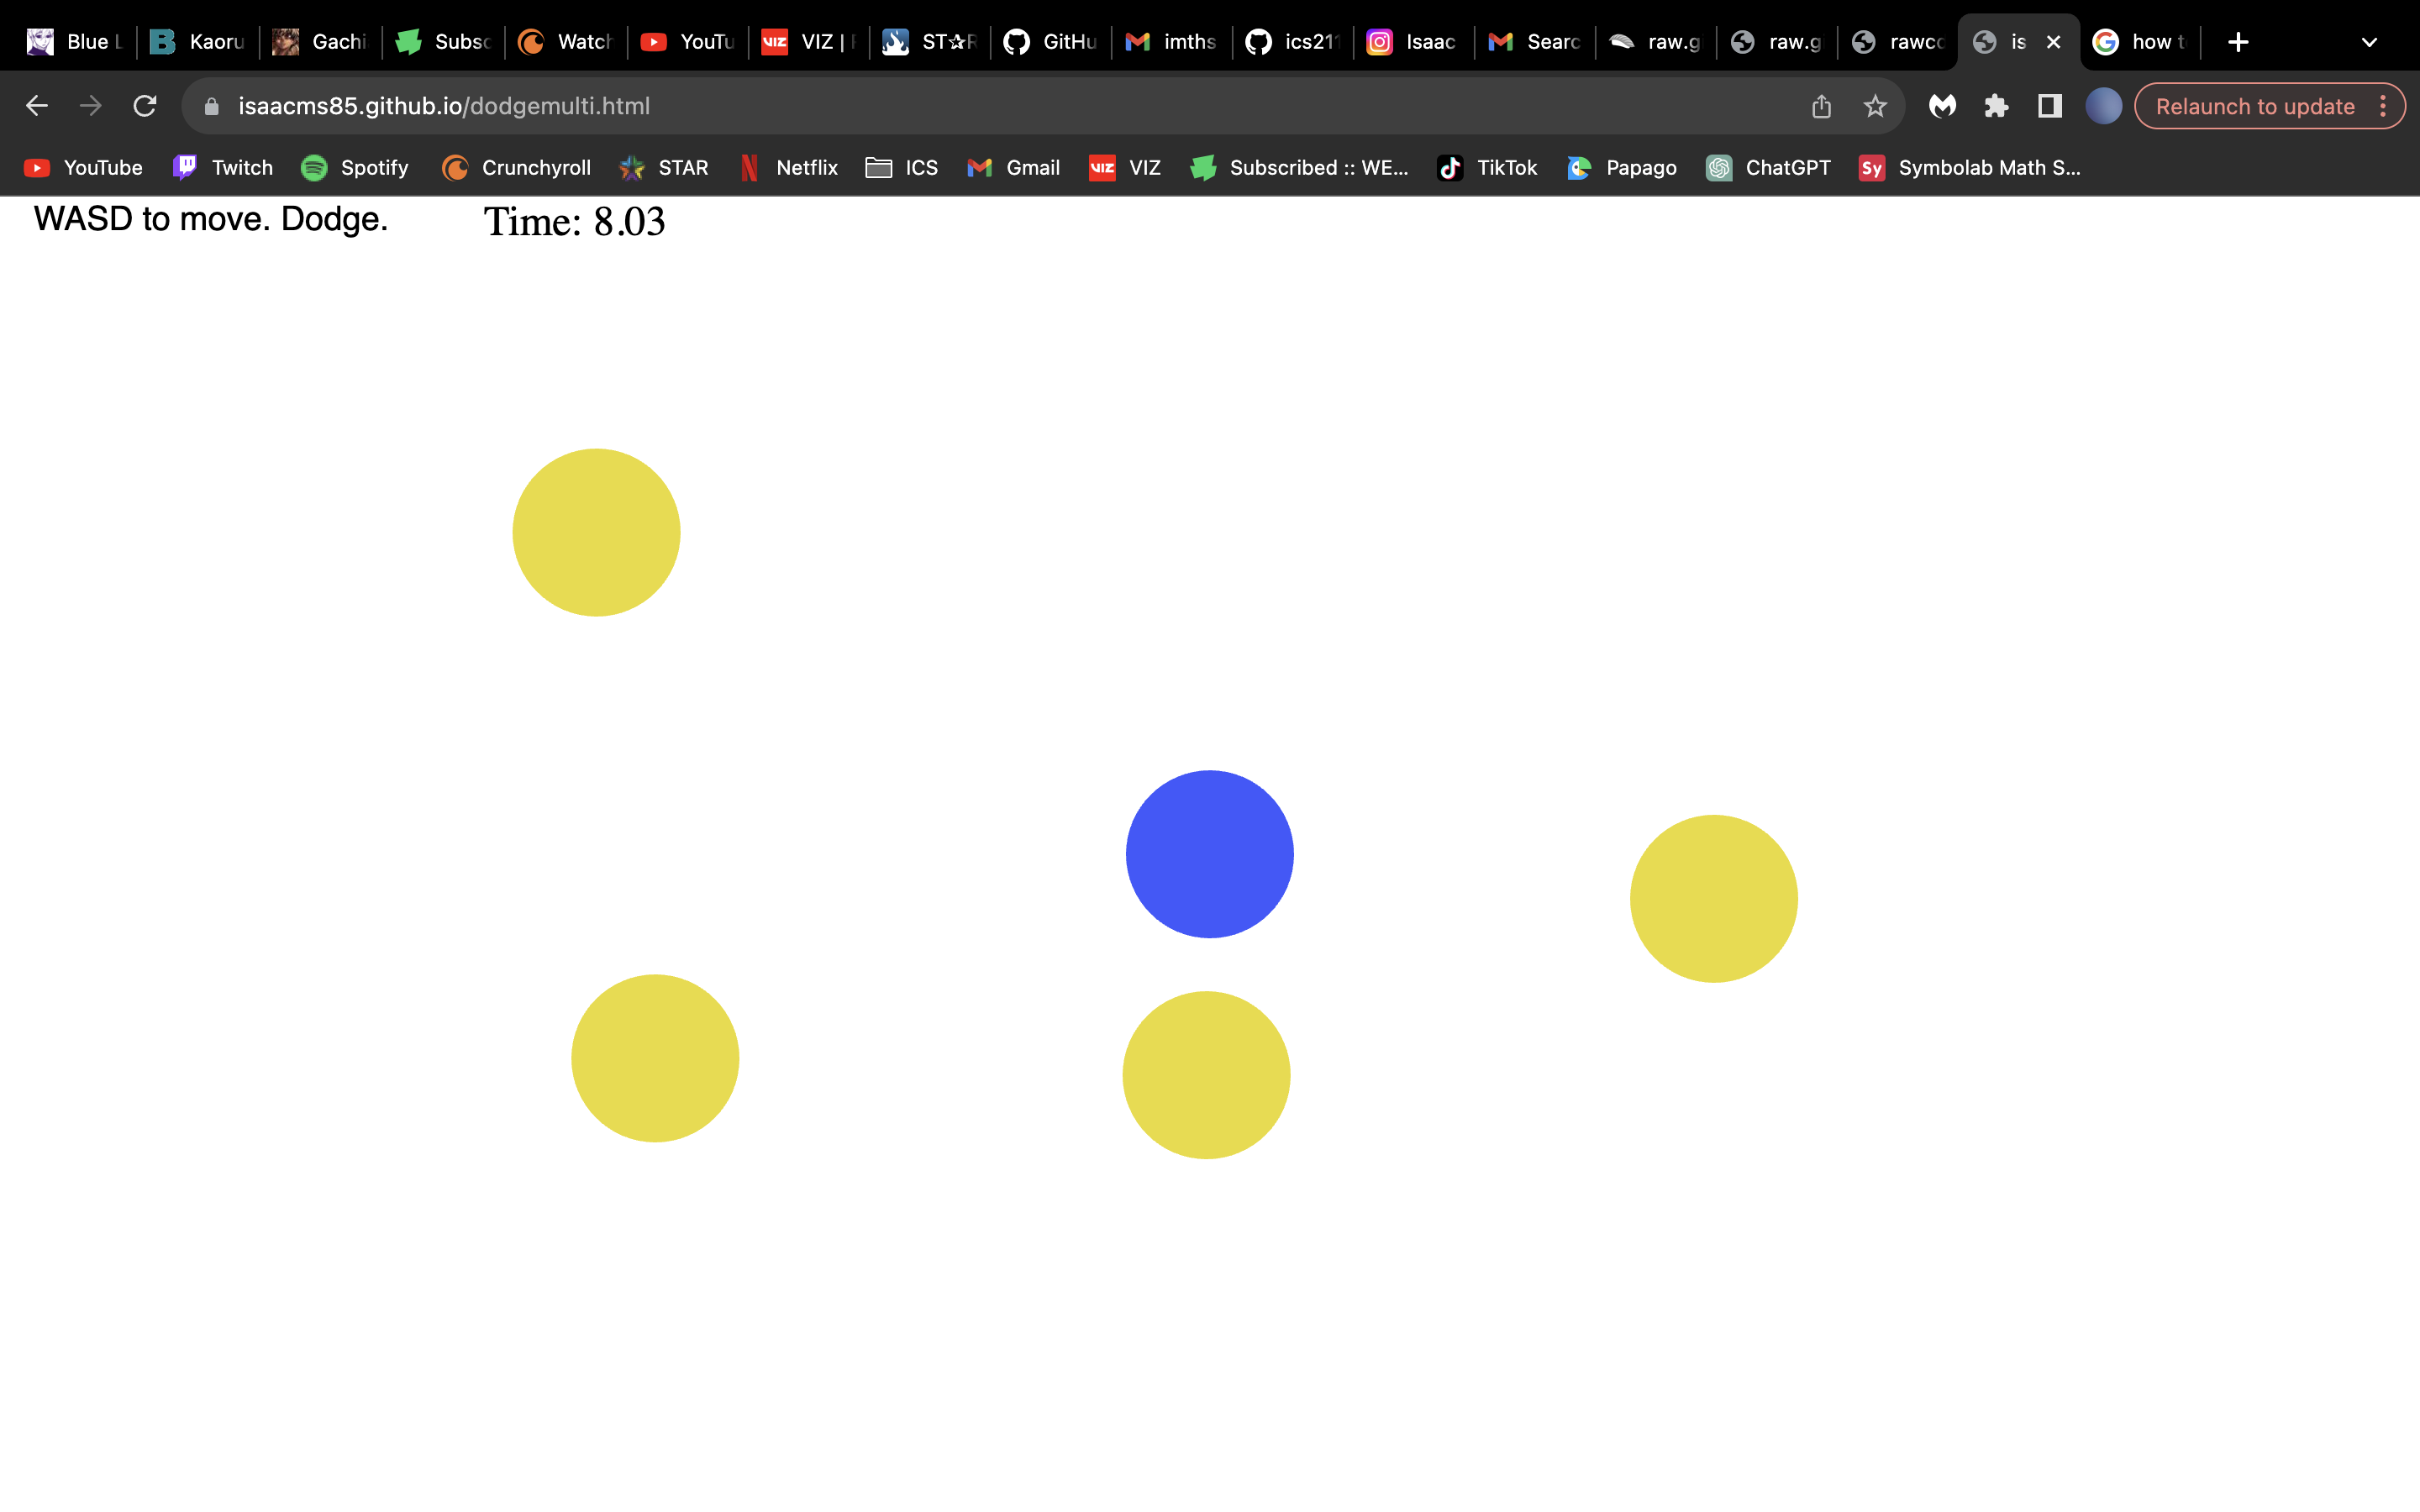 Blue L Kaoru Gachi Subsc Watch YouTu VIZ | ST☆R GitHu imths ics211 Isaac Searc raw.g raw.g rawcc is how t
isaacms85.github.io/dodgemulti.html Relaunch to update
YouTube Twitch Spotify Crunchyroll STAR Netflix ICS Gmail VIZ Subscribed :: WE... TikTok Papago ChatGPT Symbolab Math S...
WASD to move. Dodge. Time: 8.03